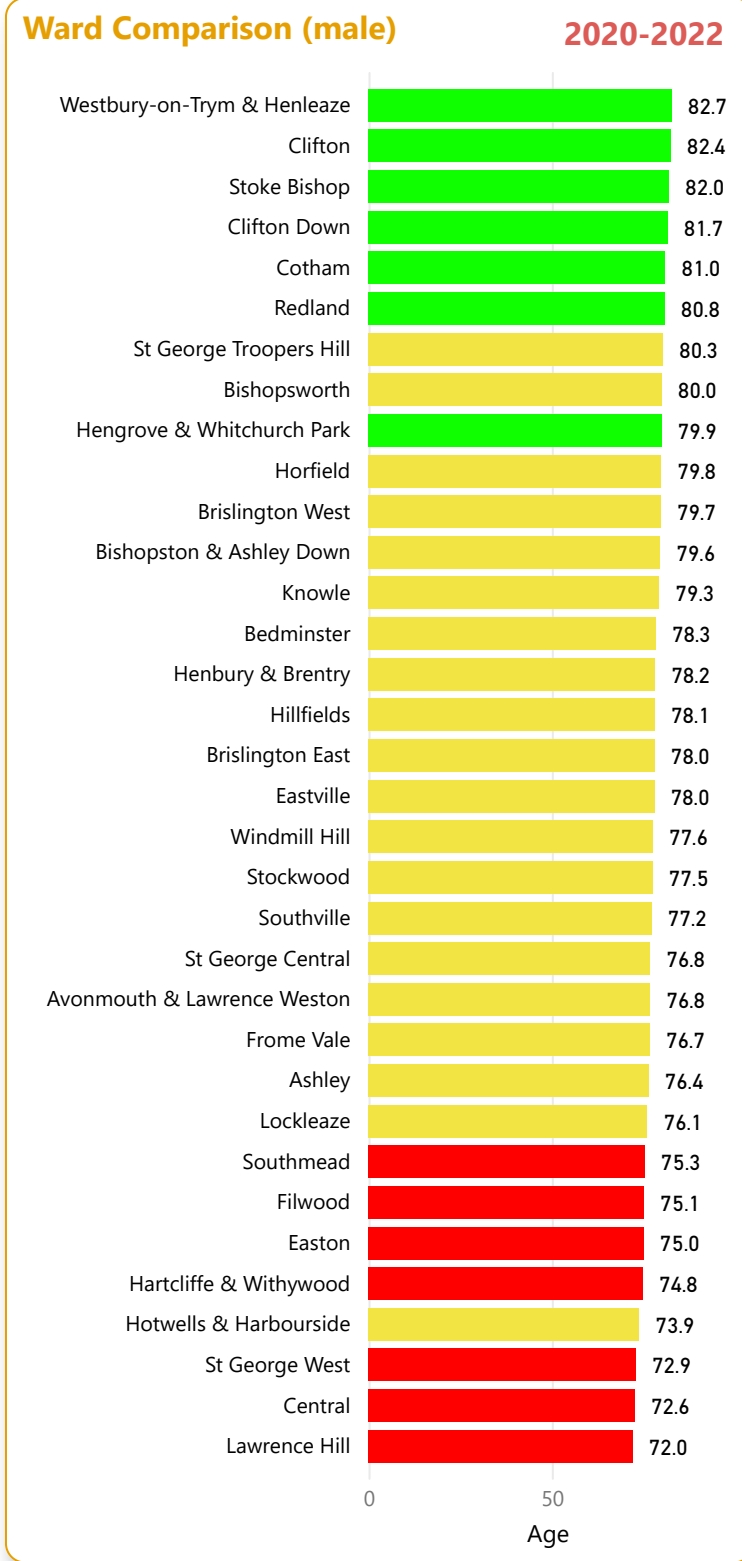 Ward Comparison (male) 2020-2022
Westbury-on-Trym & Henleaze 82.7
Clifton 82.4
Stoke Bishop 82.0
Clifton Down 81.7
Cotham 81.0
Redland 80.8
St George Troopers Hill 80.3
Bishopsworth 80.0
Hengrove & Whitchurch Park 79.9
Horfield 79.8
Brislington West 79.7
Bishopston & Ashley Down 79.6
Knowle 79.3
Bedminster 78.3
Henbury & Brentry 78.2
Hillfields 78.1
Brislington East 78.0
Eastville 78.0
Windmill Hill 77.6
Stockwood 77.5
Southville 77.2
St George Central 76.8
Avonmouth & Lawrence Weston 76.8
Frome Vale 76.7
Ashley 76.4
Lockleaze 76.1
Southmead 75.3
Filwood 75.1
Easton 75.0
Hartcliffe & Withywood 74.8
Hotwells & Harbourside 73.9
St George West 72.9
Central 72.6
Lawrence Hill 72.0
0 50
Age